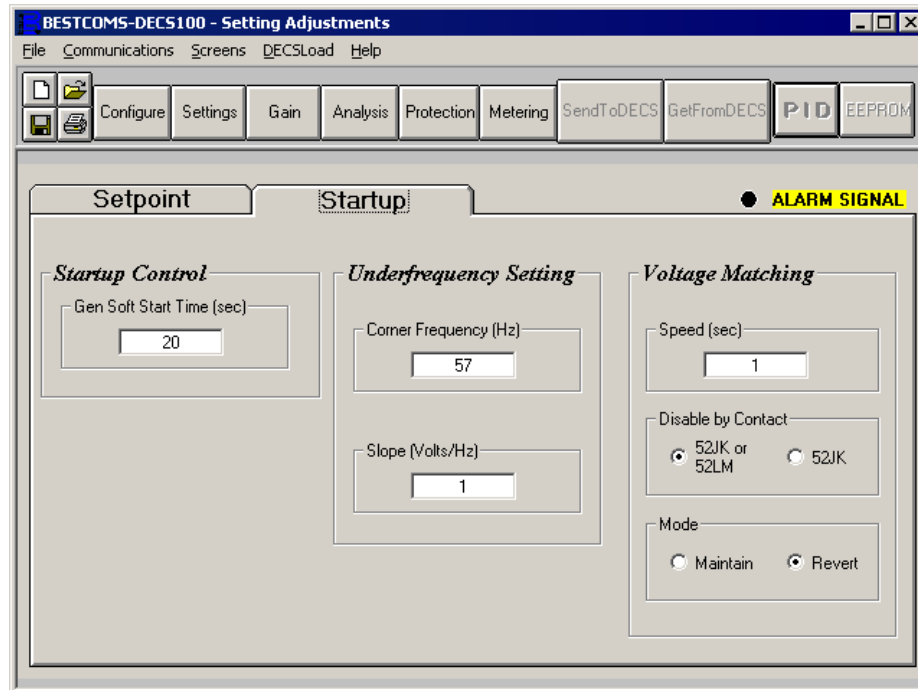 BESTCOMS-DECS100 - Setting Adjustments
File Communications Screens DECSLoad Help
Configure Settings Gain Analysis Protection Metering SendToDECS GetFromDECS PID EEPROM
Setpoint Startup ALARM SIGNAL
Startup Control
Gen Soft Start Time (sec)
20
Underfrequency Setting
Corner Frequency (Hz)
57
Slope (Volts/Hz)
1
Voltage Matching
Speed (sec)
1
Disable by Contact
52JK or
52LM
52JK
Mode
Maintain Revert